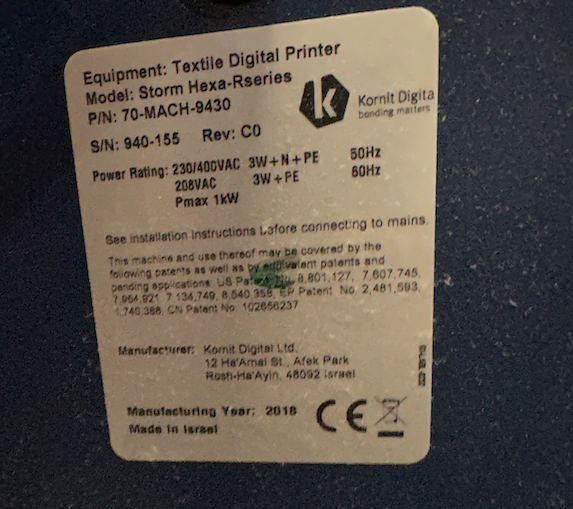 Equipment: Textile Digital Printer
Model: Storm Hexa-Rseries
P/N: 70-MACH-9430
k
Kornit Digita
bonding matters
S/N: 940-155 Rev: C0
Power Rating: 230/400VAC 3W+N+PE 50Hz
208VAC 3W+PE 60Hz
Pmax 1kW
See installation instructions before connecting to mains.
This machine and use thereof may be covered by the
following patents as well as by equivalent patents and
pending applications: US 8,801,127, 7,607,745,
7,954,921, 7,134,749, 8,540,358, EP Patent No. 2,481,593,
1,740,388, CN Patent No. 102656237
Manufacturer: Kornit Digital Ltd.
12 Ha'Amal St., Afek Park
Rosh-Ha'Ayin, 48092 Israel
Manufacturing Year: 2018
Made in Israel
CE